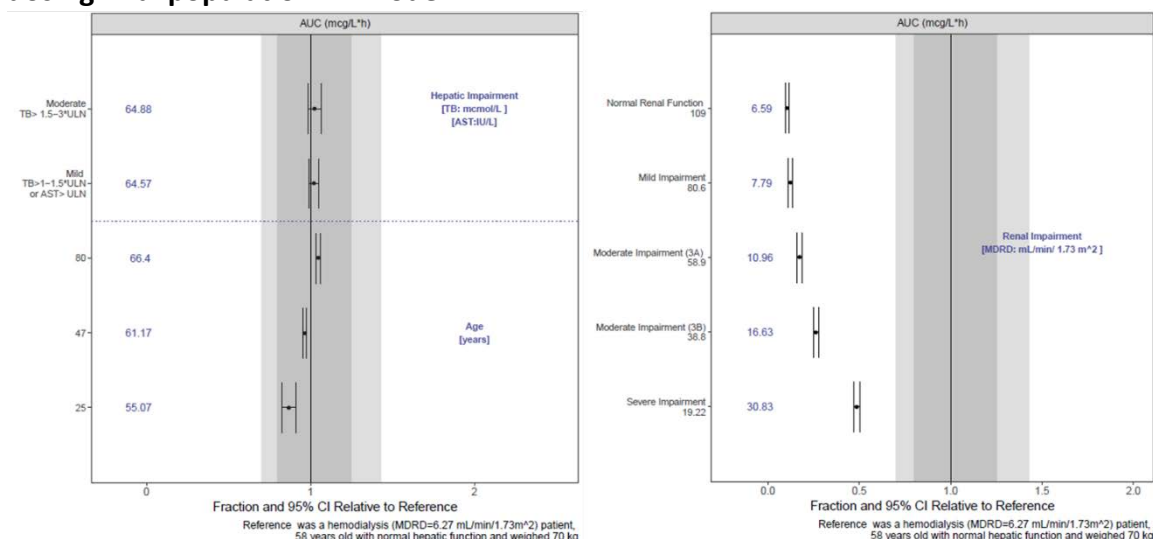 AUC (mcg/L*h)
Moderate
TB> 1.5–3*ULN
64.88
Hepatic Impairment
[TB: mcmol/L ]
[AST:IU/L]
Mild
TB>1–1.5*ULN
or AST> ULN
64.57
80
66.4
47
61.17
Age
[years]
25
55.07
0
1
2
Fraction and 95% CI Relative to Reference
Reference was a hemodialysis (MDRD=6.27 mL/min/1.73m^2) patient,
58 years old with normal hepatic function and weighed 70 kg
AUC (mcg/L*h)
Normal Renal Function
109
6.59
Mild Impairment
80.6
7.79
Renal Impairment
[MDRD: mL/min/ 1.73 m^2 ]
Moderate Impairment (3A)
58.9
10.96
Moderate Impairment (3B)
38.8
16.63
Severe Impairment
19.22
30.83
0.0
0.5
1.0
1.5
2.0
Fraction and 95% CI Relative to Reference
Reference was a hemodialysis (MDRD=6.27 mL/min/1.73m^2) patient,
58 years old with normal hepatic function and weighed 70 kg